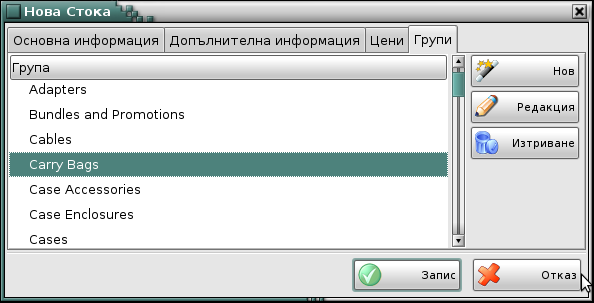 Нова Стока
Основна информация Допълнителна информация Цени Групи
Група
Adapters
Bundles and Promotions
Cables
Carry Bags
Case Accessories
Case Enclosures
Cases
Нов
Редакция
Изтриване
Запис Отказ